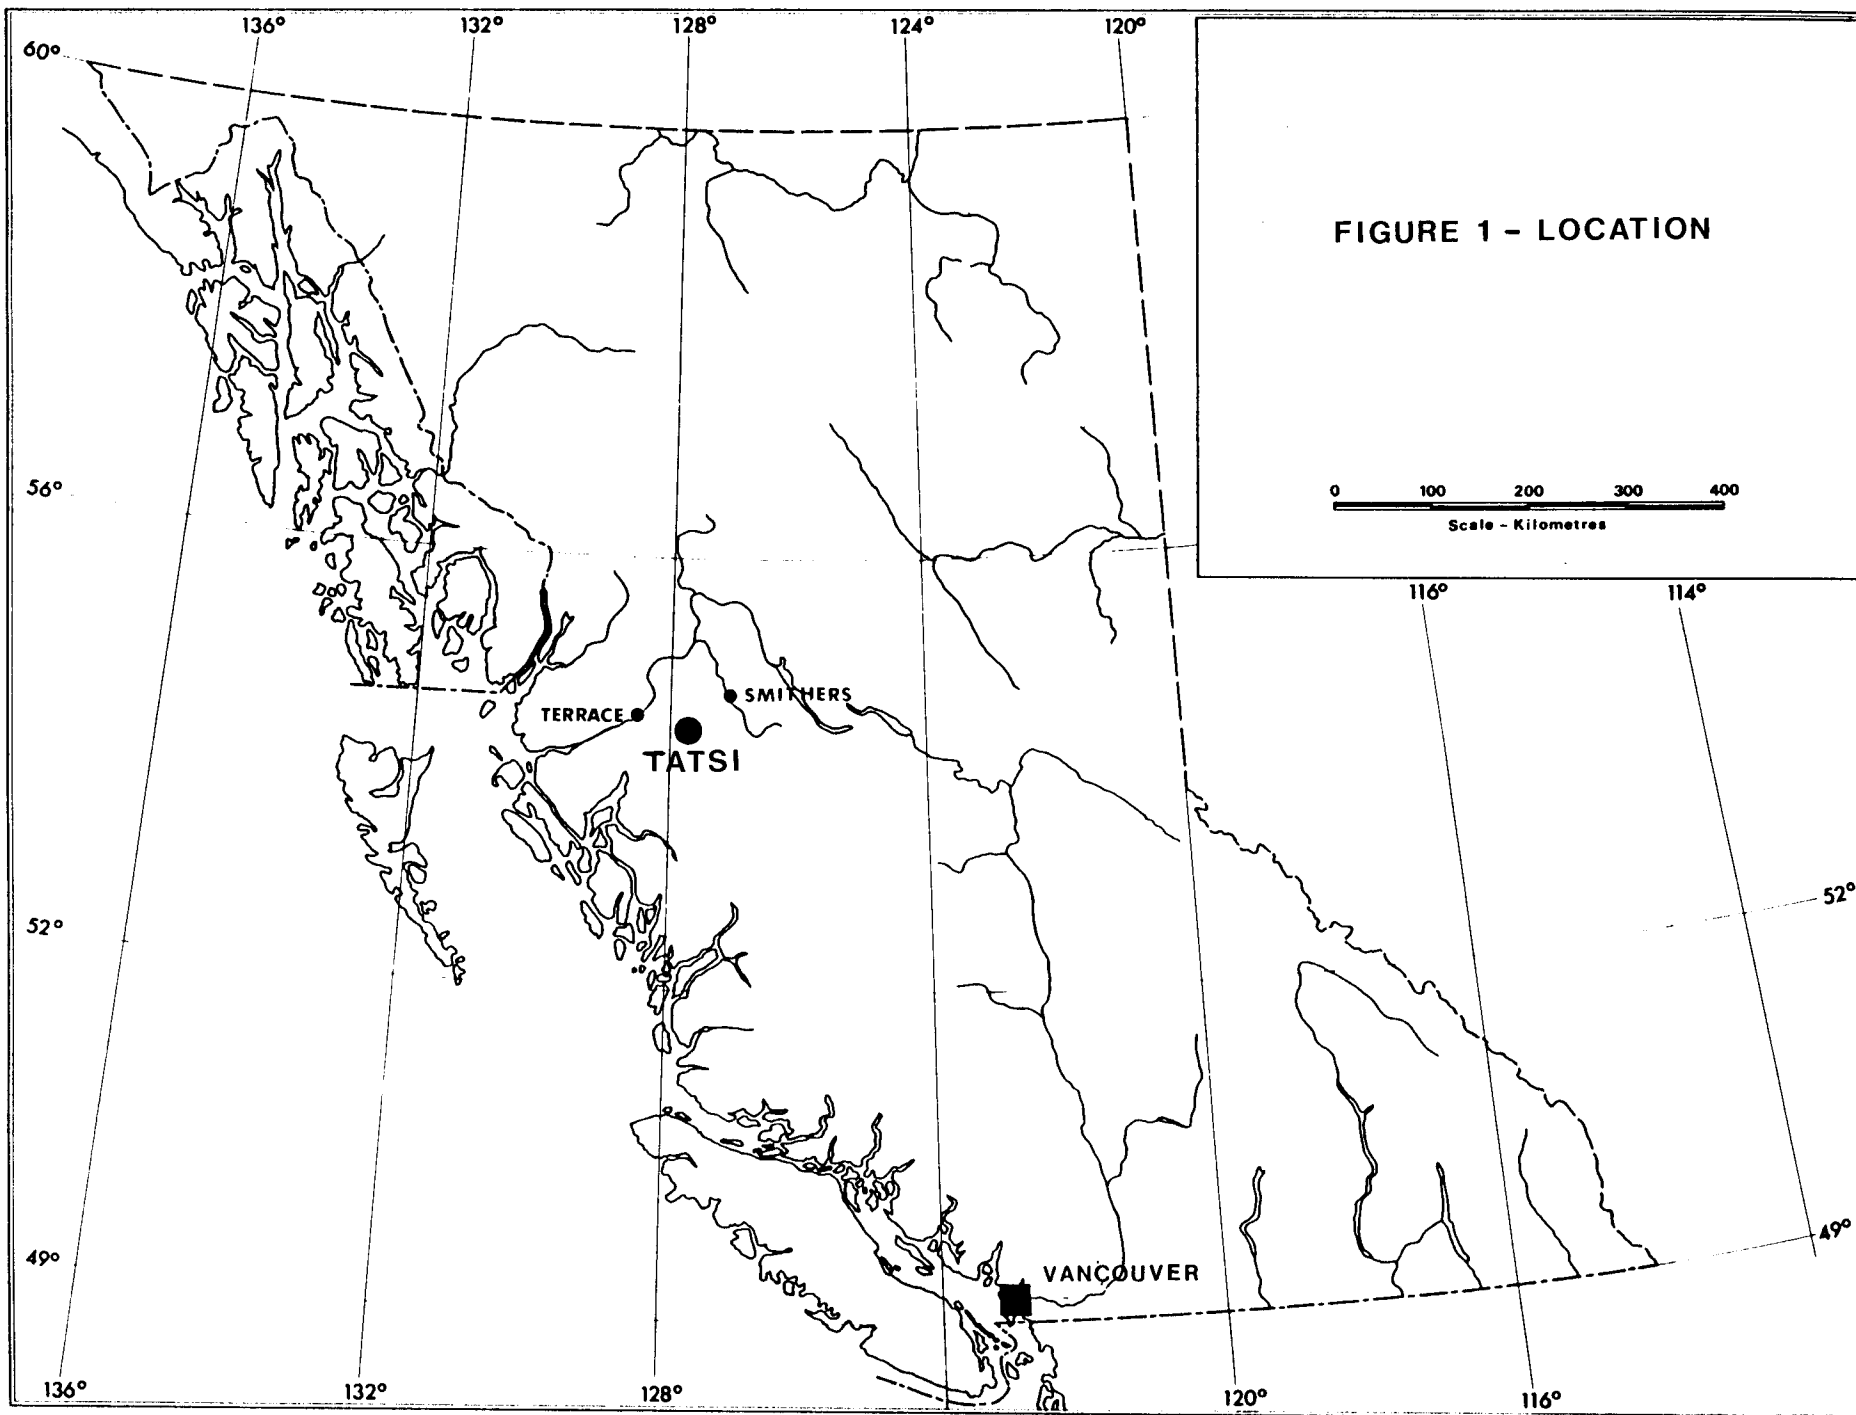 136° 132° 128° 124° 120°
60°
FIGURE 1 - LOCATION
56°
0 100 200 300 400
Scale - Kilometres
116° 114°
SMITHERS
TERRACE
TATSI
52° 52°
49° 49°
VANCOUVER
136° 132° 128° 120° 116°